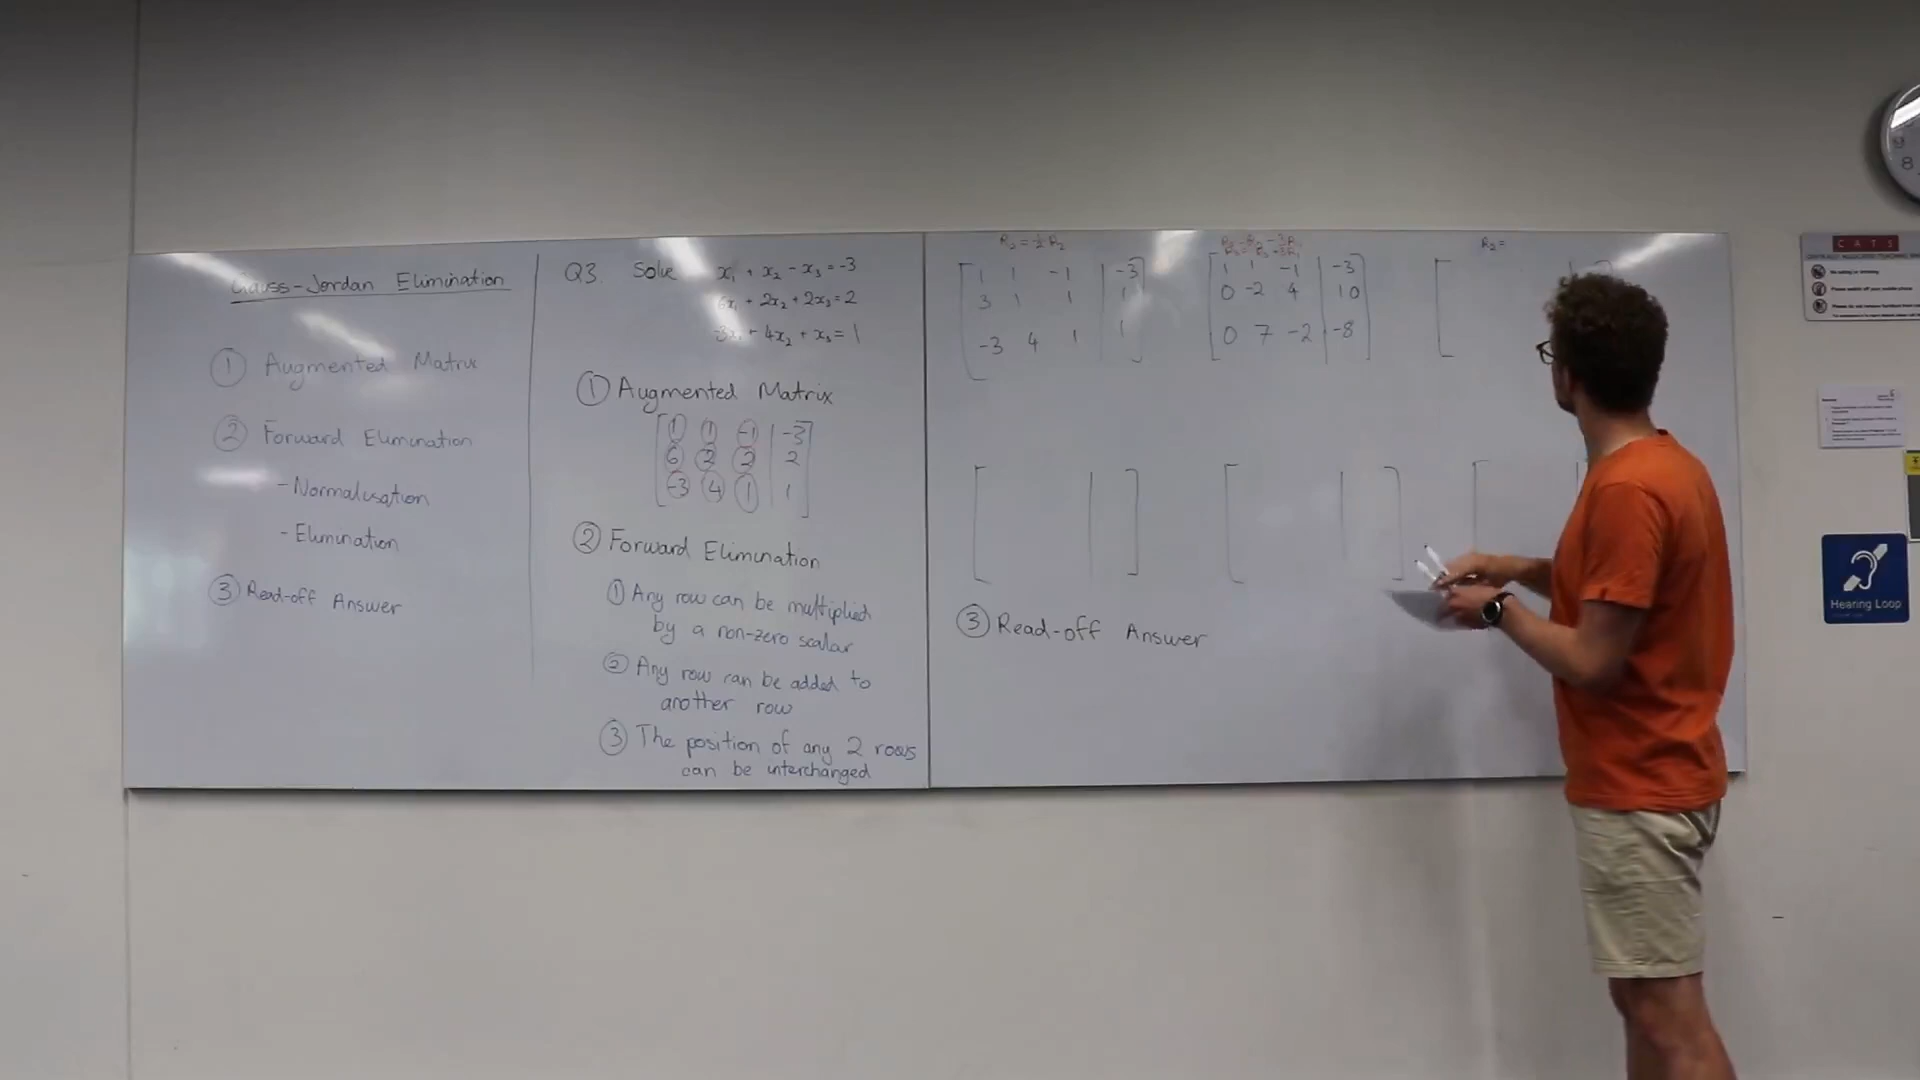 Gauss-Jordan Elimination
① Augmented Matrix
② Forward Elimination
- Normalisation
- Elimination
③ Read-off Answer
Q3. Solve x₁ + x₂ - x₃ = -3
6x₁ + 2x₂ + 2x₃ = 2
-3x₁ + 4x₂ + x₃ = 1
① Augmented Matrix
1 1 -1 | -3
6 2 2 | 2
-3 4 1 | 1
② Forward Elimination
① Any row can be multiplied
by a non-zero scalar
② Any row can be added to
another row
③ The position of any 2 rows
can be interchanged
R₂ = ½R₂
1 1 -1 | -3
3 1 1 | 1
-3 4 1 | 1
1 1 -1 | -3
0 -2 4 | 10
0 7 -2 | -8
R₂ =
③ Read-off Answer
9
8
CATS
Hearing Loop